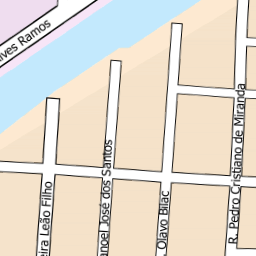 lves Ramos
eira Leão Filho
anoel José dos Santos
Olavo Bilac
R. Pedro Cristiano de Miranda